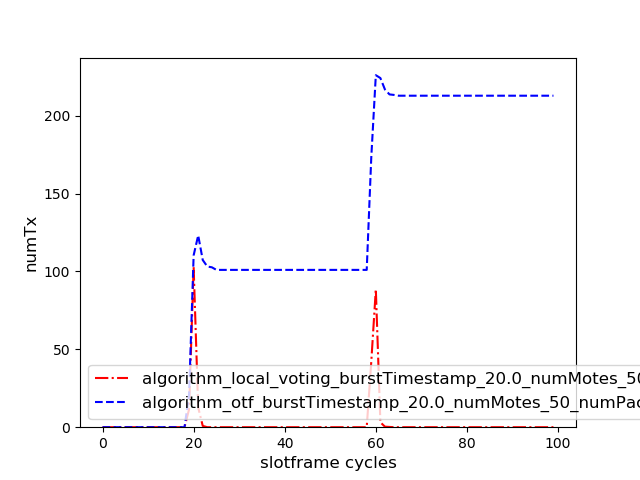 200
150
100
50
0
numTx
algorithm_local_voting_burstTimestamp_20.0_numMotes_50
algorithm_otf_burstTimestamp_20.0_numMotes_50_numPac
0 20 40 60 80 100
slotframe cycles